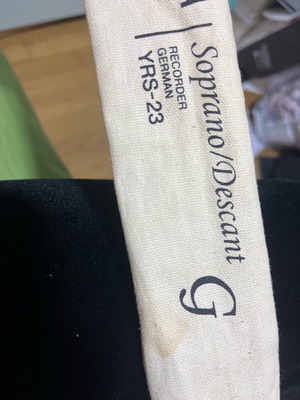 Soprano/Descant G
RECORDER
GERMAN
YRS-23